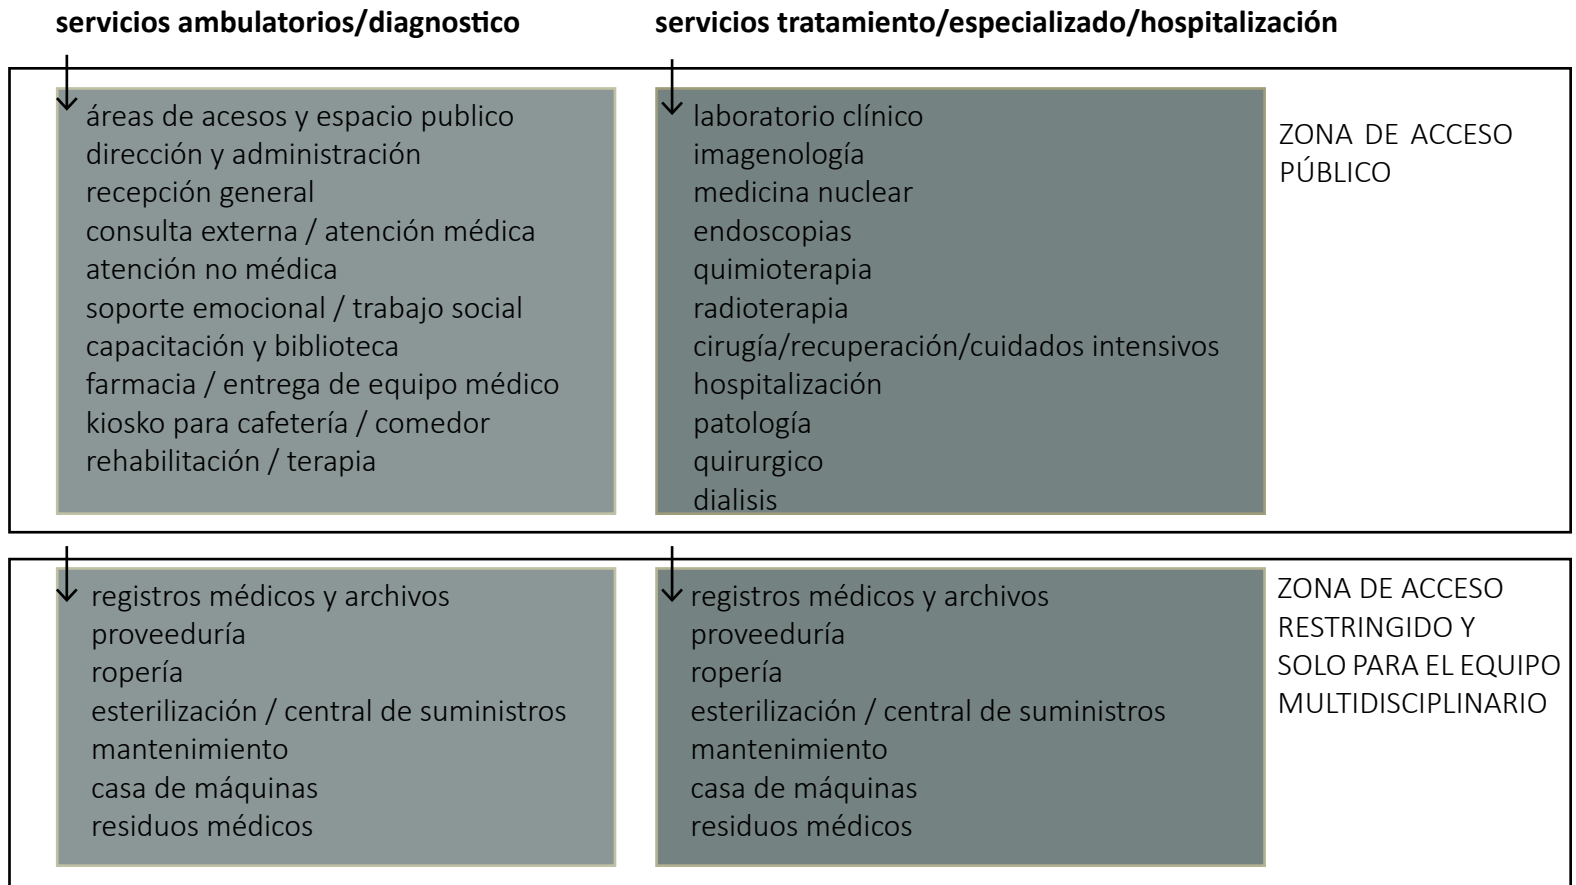 servicios ambulatorios/diagnostico
servicios tratamiento/especializado/hospitalización
áreas de acesos y espacio publico
dirección y administración
recepción general
consulta externa / atención médica
atención no médica
soporte emocional / trabajo social
capacitación y biblioteca
farmacia / entrega de equipo médico
kiosko para cafetería / comedor
rehabilitación / terapia
laboratorio clínico
imagenología
medicina nuclear
endoscopias
quimioterapia
radioterapia
cirugía/recuperación/cuidados intensivos
hospitalización
patología
quirurgico
dialisis
ZONA DE ACCESO
PÚBLICO
registros médicos y archivos
proveeduría
ropería
esterilización / central de suministros
mantenimiento
casa de máquinas
residuos médicos
registros médicos y archivos
proveeduría
ropería
esterilización / central de suministros
mantenimiento
casa de máquinas
residuos médicos
ZONA DE ACCESO
RESTRINGIDO Y
SOLO PARA EL EQUIPO
MULTIDISCIPLINARIO